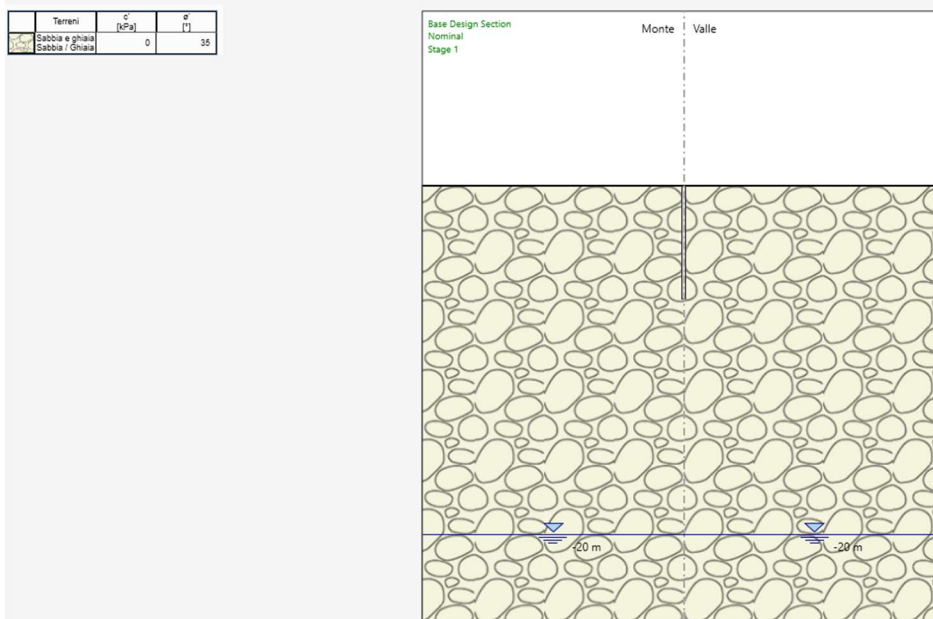 Terreni c' ø'
[kPa] [°]
Sabbia e ghiaia 0 35
Sabbia / Ghiaia
Base Design Section
Nominal
Stage 1
Monte Valle
-20 m -20 m